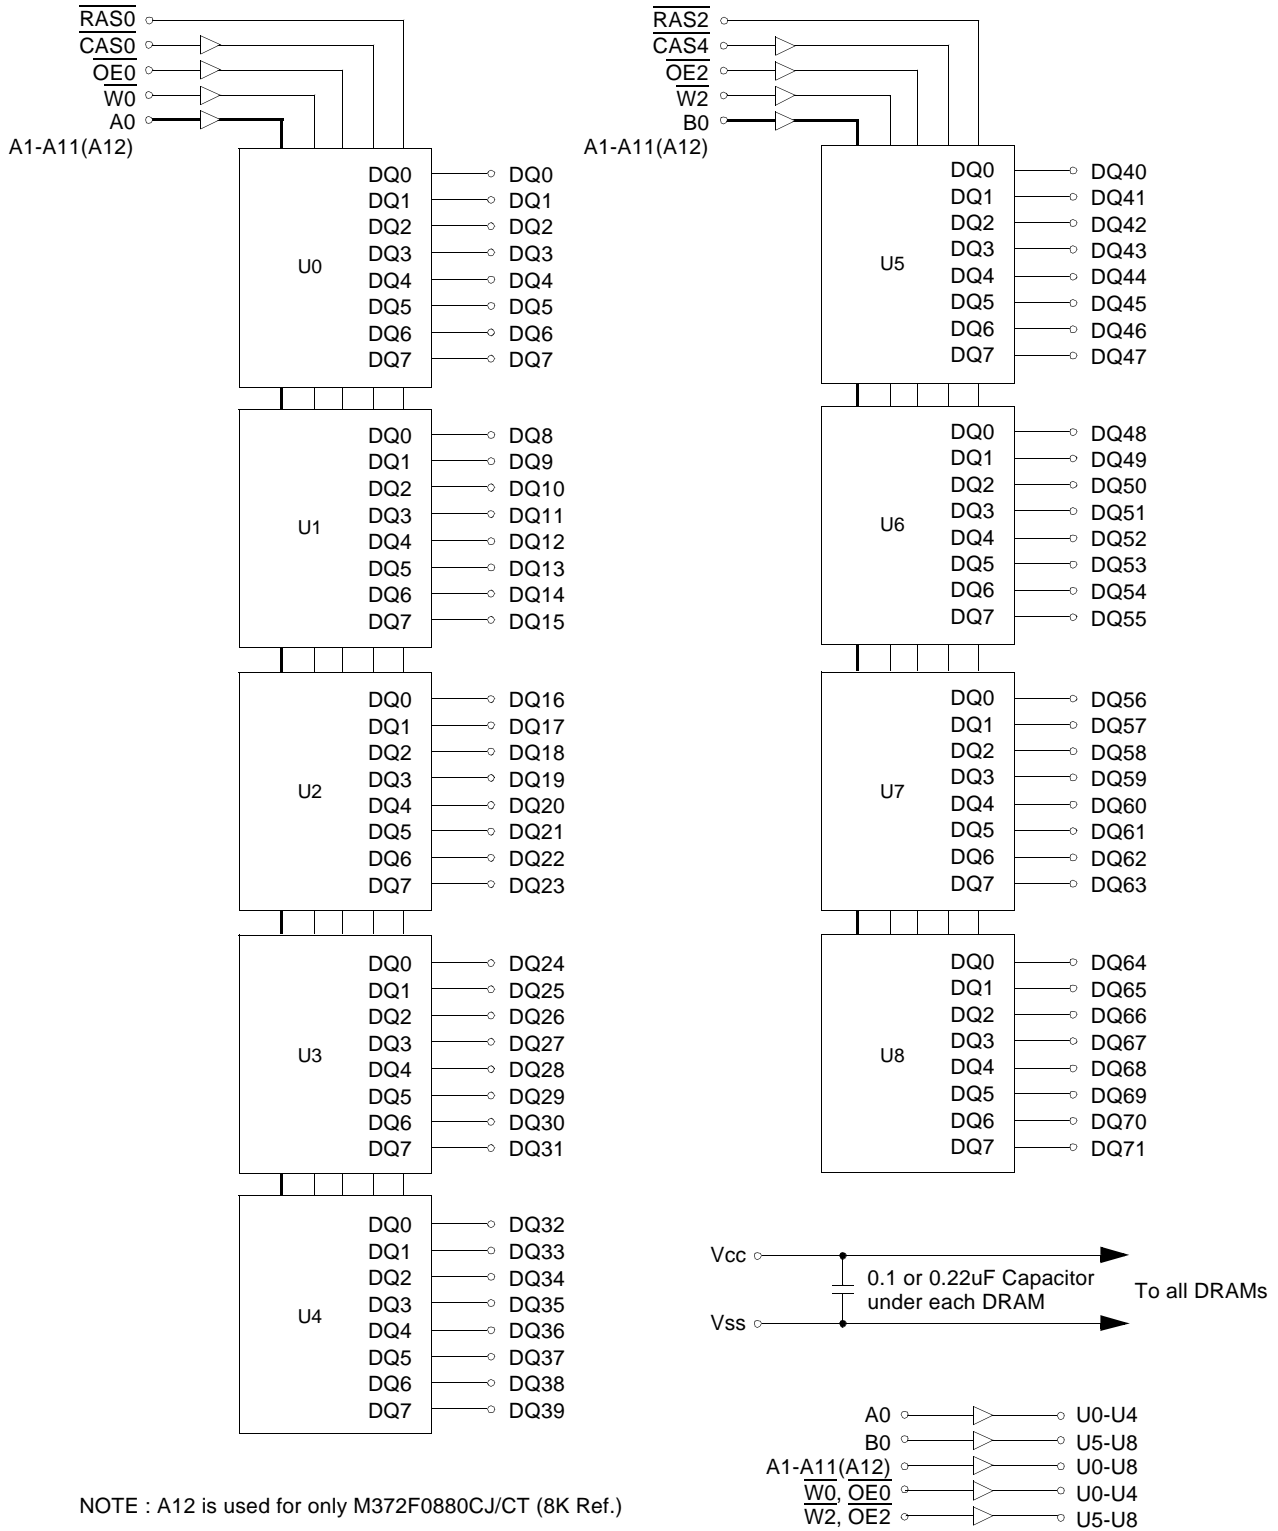 RAS0
CAS0
OE0
W0
A0
A1-A11(A12)
U0
DQ0 DQ0
DQ1 DQ1
DQ2 DQ2
DQ3 DQ3
DQ4 DQ4
DQ5 DQ5
DQ6 DQ6
DQ7 DQ7
U1
DQ0 DQ8
DQ1 DQ9
DQ2 DQ10
DQ3 DQ11
DQ4 DQ12
DQ5 DQ13
DQ6 DQ14
DQ7 DQ15
U2
DQ0 DQ16
DQ1 DQ17
DQ2 DQ18
DQ3 DQ19
DQ4 DQ20
DQ5 DQ21
DQ6 DQ22
DQ7 DQ23
U3
DQ0 DQ24
DQ1 DQ25
DQ2 DQ26
DQ3 DQ27
DQ4 DQ28
DQ5 DQ29
DQ6 DQ30
DQ7 DQ31
U4
DQ0 DQ32
DQ1 DQ33
DQ2 DQ34
DQ3 DQ35
DQ4 DQ36
DQ5 DQ37
DQ6 DQ38
DQ7 DQ39
RAS2
CAS4
OE2
W2
B0
A1-A11(A12)
U5
DQ0 DQ40
DQ1 DQ41
DQ2 DQ42
DQ3 DQ43
DQ4 DQ44
DQ5 DQ45
DQ6 DQ46
DQ7 DQ47
U6
DQ0 DQ48
DQ1 DQ49
DQ2 DQ50
DQ3 DQ51
DQ4 DQ52
DQ5 DQ53
DQ6 DQ54
DQ7 DQ55
U7
DQ0 DQ56
DQ1 DQ57
DQ2 DQ58
DQ3 DQ59
DQ4 DQ60
DQ5 DQ61
DQ6 DQ62
DQ7 DQ63
U8
DQ0 DQ64
DQ1 DQ65
DQ2 DQ66
DQ3 DQ67
DQ4 DQ68
DQ5 DQ69
DQ6 DQ70
DQ7 DQ71
Vcc
0.1 or 0.22uF Capacitor
under each DRAM
To all DRAMs
Vss
A0 U0-U4
B0 U5-U8
A1-A11(A12) U0-U8
W0, OE0 U0-U4
W2, OE2 U5-U8
NOTE : A12 is used for only M372F0880CJ/CT (8K Ref.)